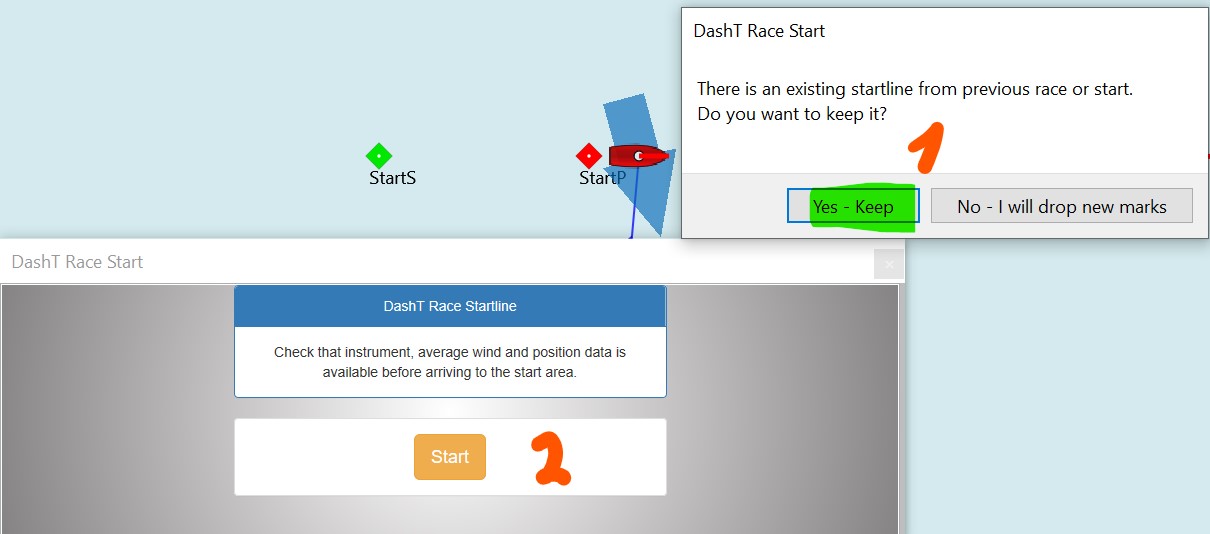 DashT Race Start
There is an existing startline from previous race or start.
Do you want to keep it?
1
Yes - Keep
No - I will drop new marks
StartS
StartP
DashT Race Start
×
DashT Race Startline
Check that instrument, average wind and position data is
available before arriving to the start area.
Start
2